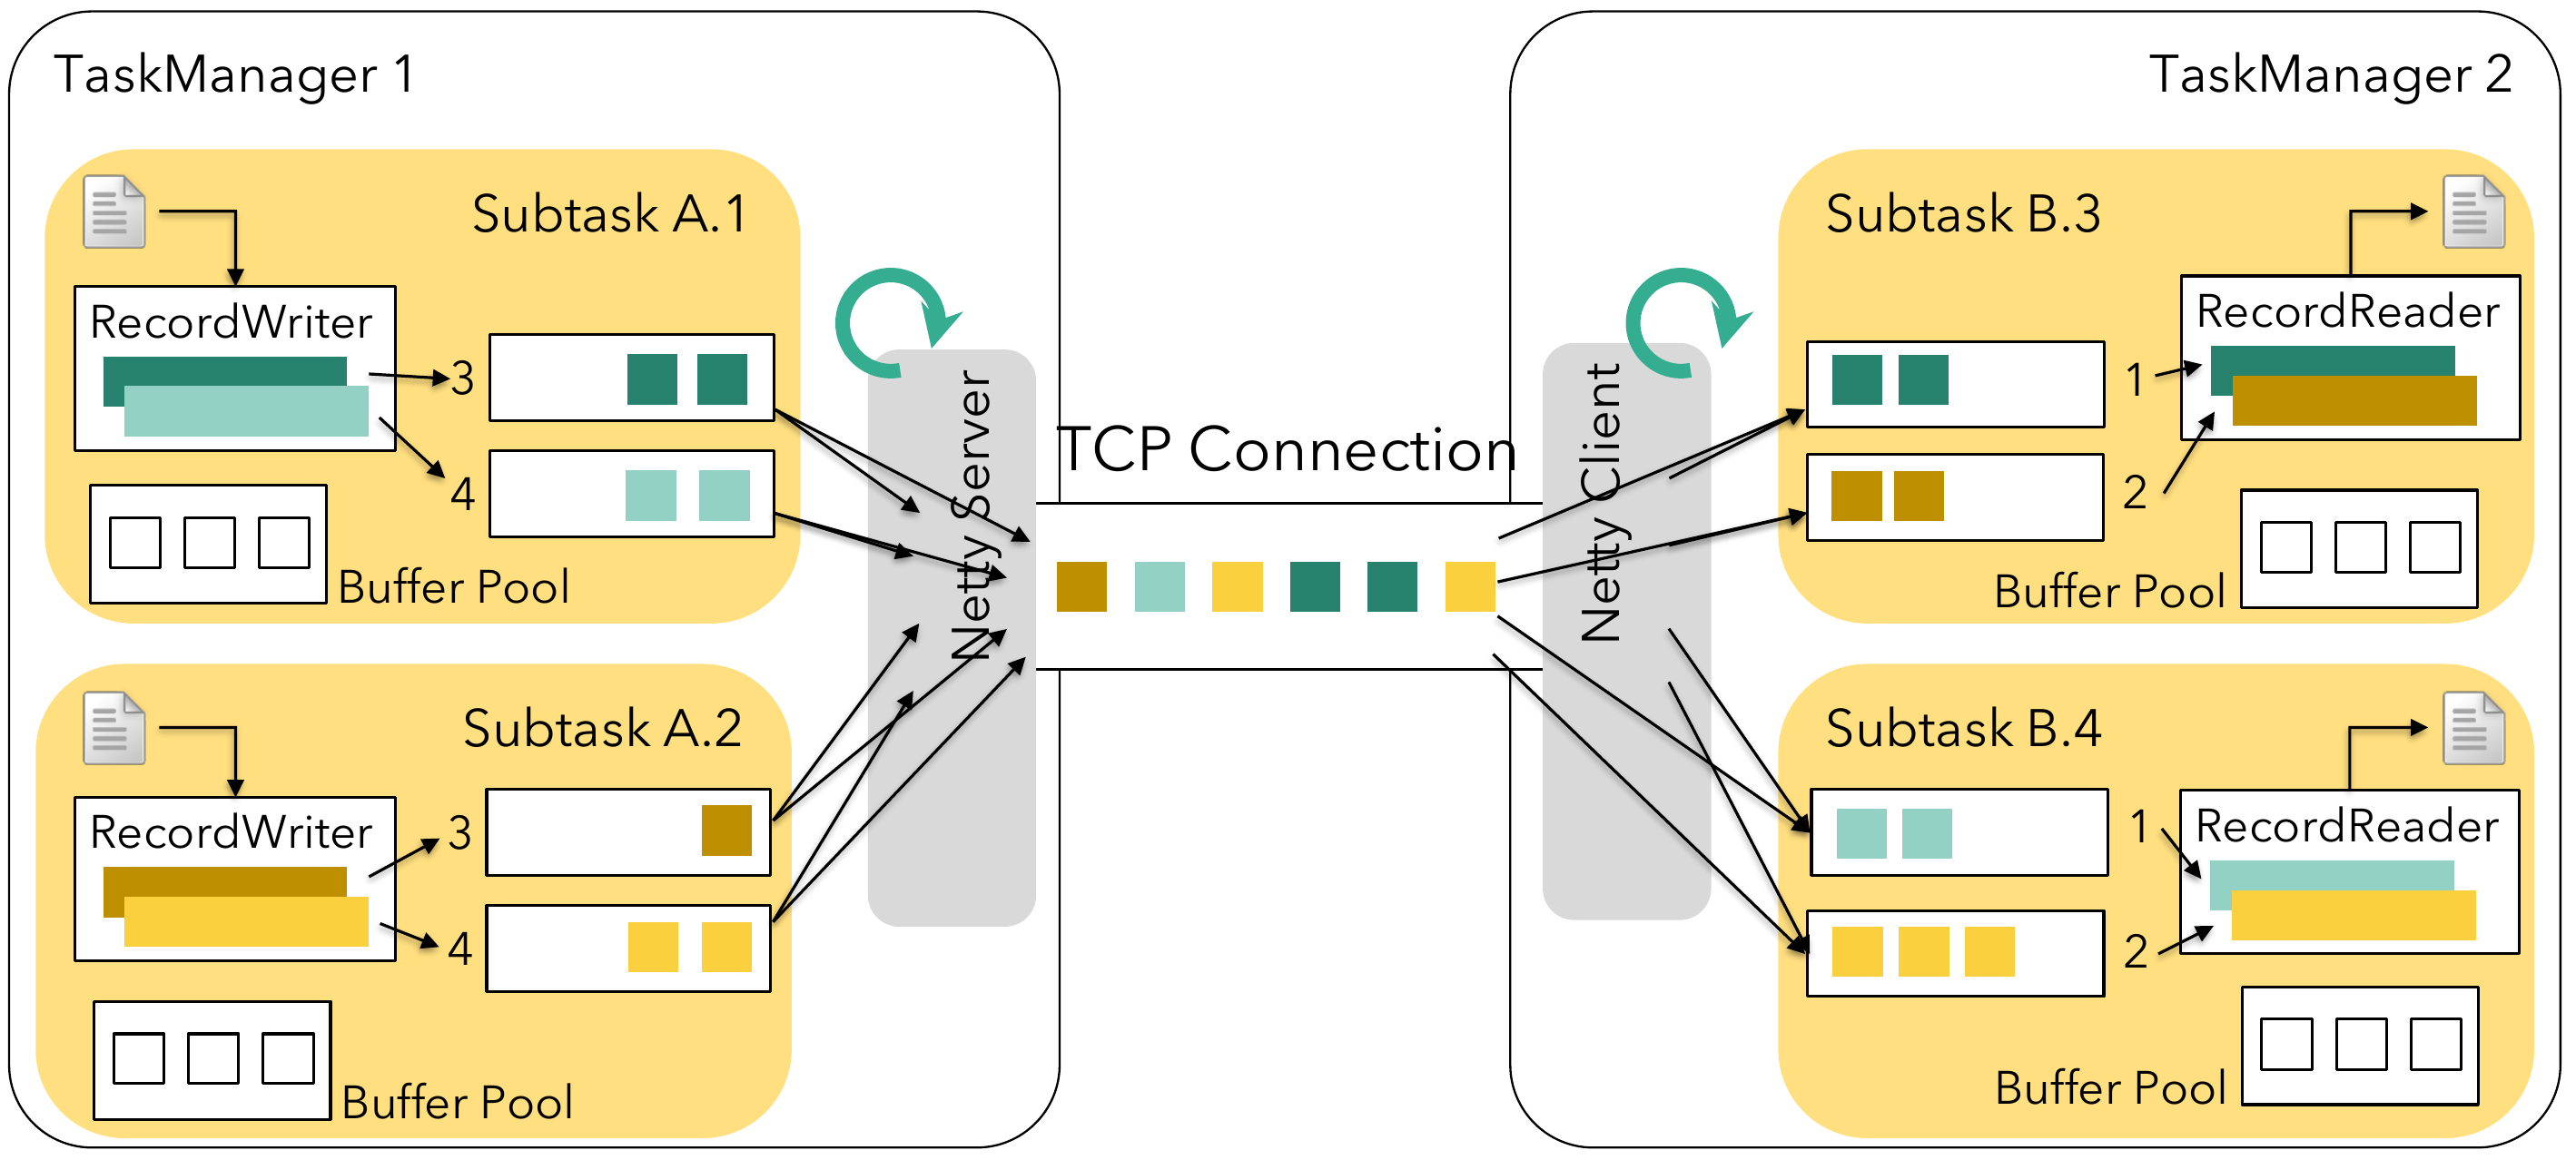 TaskManager 1
Subtask A.1
RecordWriter
3
4
Buffer Pool
Subtask A.2
RecordWriter
3
4
Buffer Pool
Netty Server
TCP Connection
Netty Client
TaskManager 2
Subtask B.3
RecordReader
1
2
Buffer Pool
Subtask B.4
RecordReader
1
2
Buffer Pool